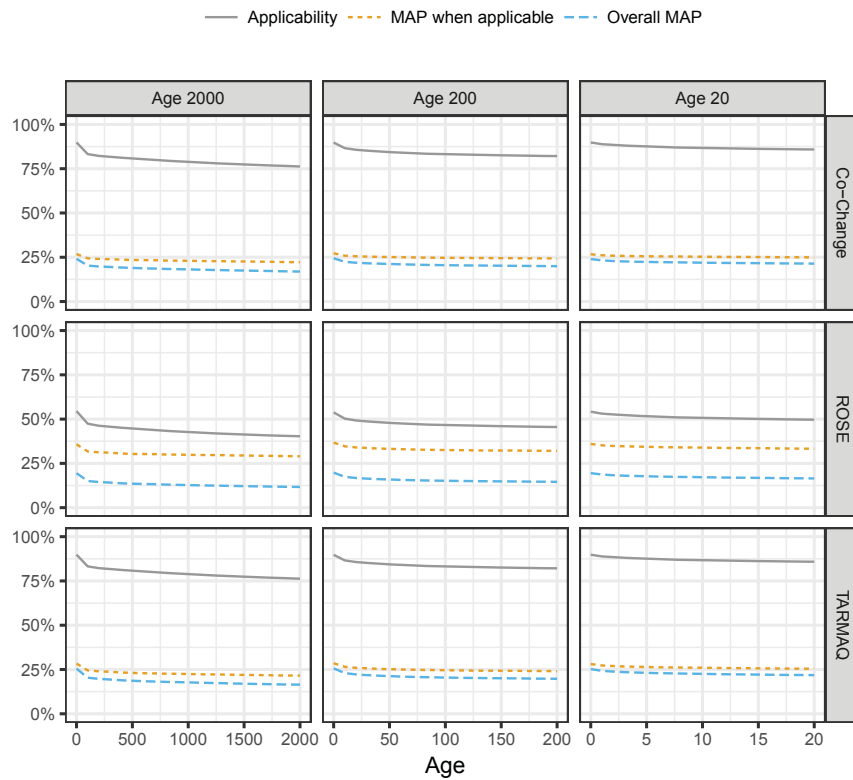 Applicability MAP when applicable Overall MAP
Age 2000 Age 200 Age 20
100%
75%
50%
25%
0%
Co−Change
100%
75%
50%
25%
0%
ROSE
100%
75%
50%
25%
0%
TARMAQ
0 500 1000 1500 2000 0 50 100 150 200 0 5 10 15 20
Age